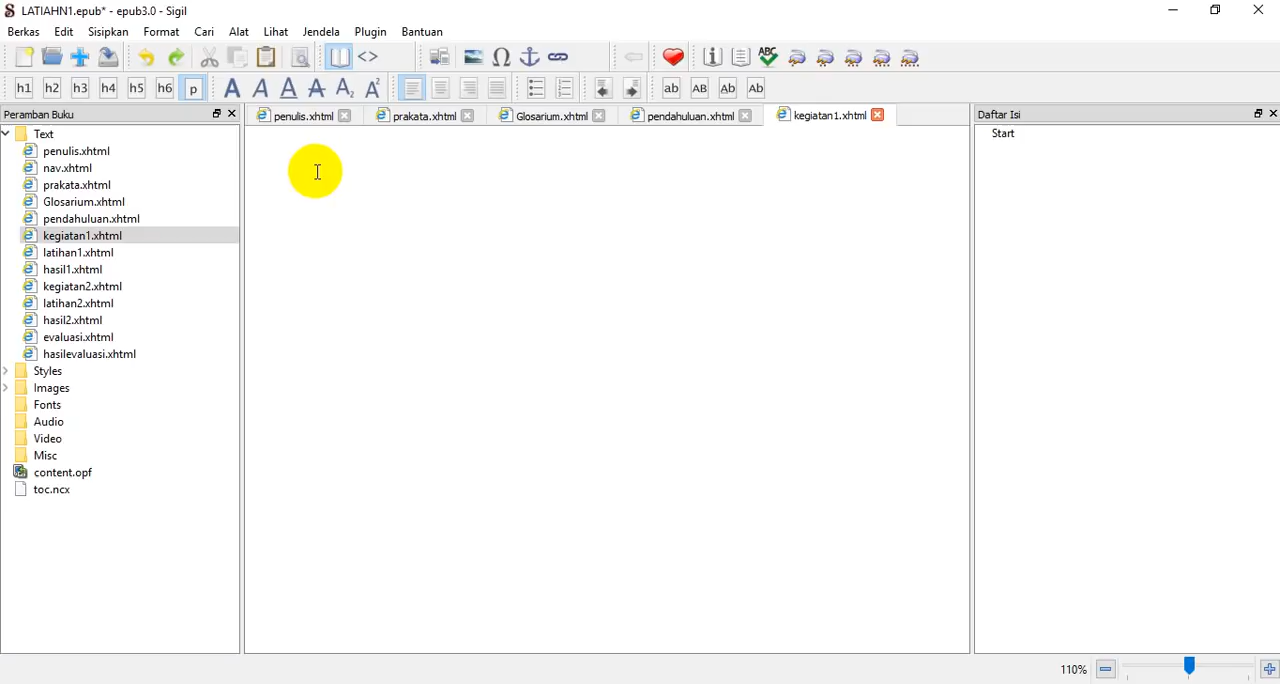 LATIAHN1.epub* - epub3.0 - Sigil
Berkas Edit Sisipkan Format Cari Alat Lihat Jendela Plugin Bantuan
ABC
h1 h2 h3 h4 h5 h6 p A A A A A₂ A² ab AB Ab Ab
Peramban Buku
penulis.xhtml prakata.xhtml Glosarium.xhtml pendahuluan.xhtml kegiatan1.xhtml
Daftar Isi
Text
penulis.xhtml
nav.xhtml
prakata.xhtml
Glosarium.xhtml
pendahuluan.xhtml
kegiatan1.xhtml
latihan1.xhtml
hasil1.xhtml
kegiatan2.xhtml
latihan2.xhtml
hasil2.xhtml
evaluasi.xhtml
hasilevaluasi.xhtml
Styles
Images
Fonts
Audio
Video
Misc
content.opf
toc.ncx
Start
110%